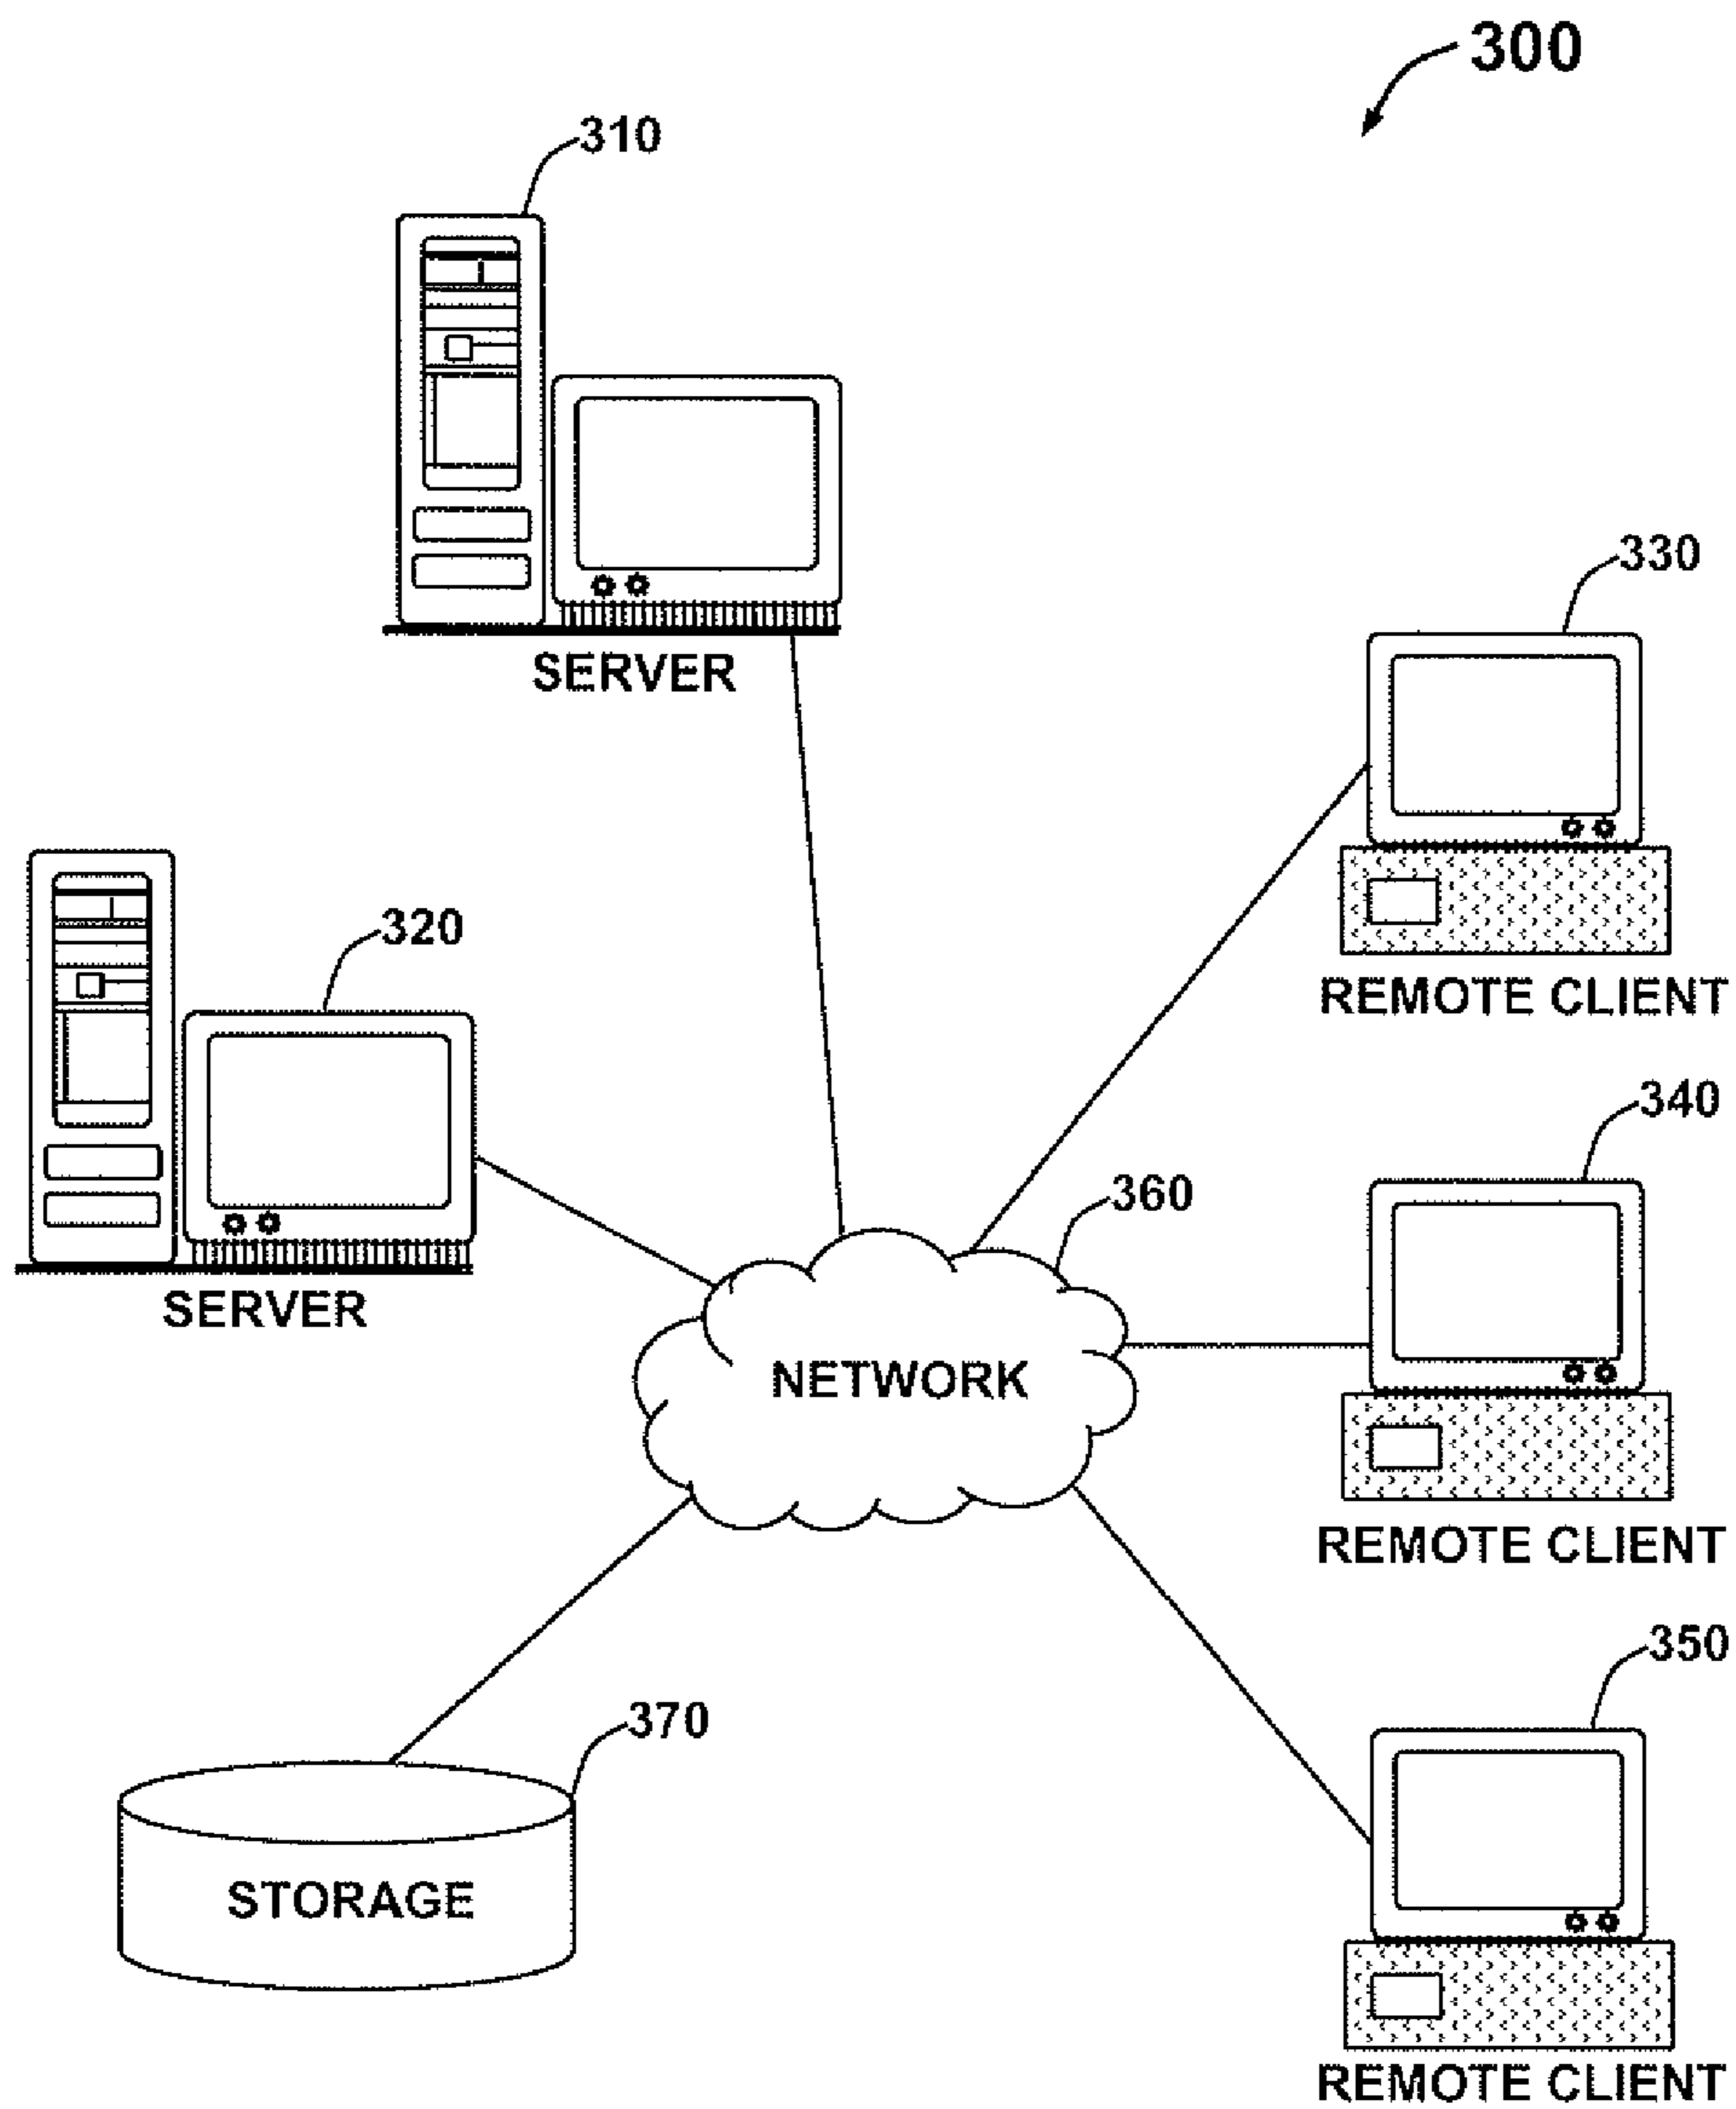 300
310
SERVER
330
REMOTE CLIENT
320
SERVER
340
REMOTE CLIENT
360
NETWORK
350
REMOTE CLIENT
370
STORAGE